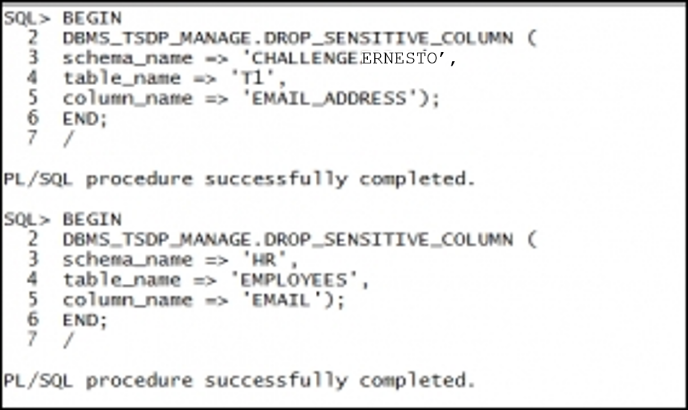 SQL> BEGIN
2 DBMS_TSDP_MANAGE.DROP_SENSITIVE_COLUMN (
3 schema_name => 'CHALLENGE.ERNESTO',
4 table_name => 'T1',
5 column_name => 'EMAIL_ADDRESS');
6 END;
7 /
PL/SQL procedure successfully completed.
SQL> BEGIN
2 DBMS_TSDP_MANAGE.DROP_SENSITIVE_COLUMN (
3 schema_name => 'HR',
4 table_name => 'EMPLOYEES',
5 column_name => 'EMAIL');
6 END;
7 /
PL/SQL procedure successfully completed.